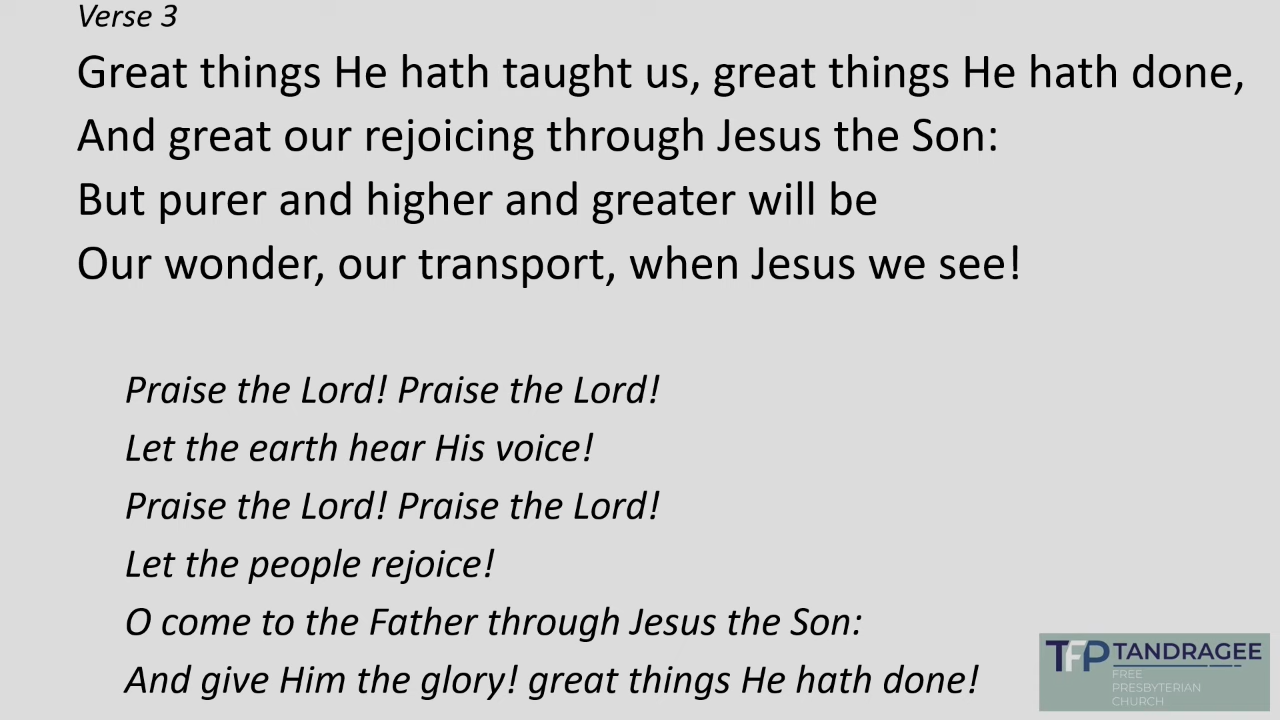 Verse 3
Great things He hath taught us, great things He hath done,
And great our rejoicing through Jesus the Son:
But purer and higher and greater will be
Our wonder, our transport, when Jesus we see!
Praise the Lord! Praise the Lord!
Let the earth hear His voice!
Praise the Lord! Praise the Lord!
Let the people rejoice!
O come to the Father through Jesus the Son:
And give Him the glory! great things He hath done!
TFP TANDRAGEE
FREE
PRESBYTERIAN
CHURCH